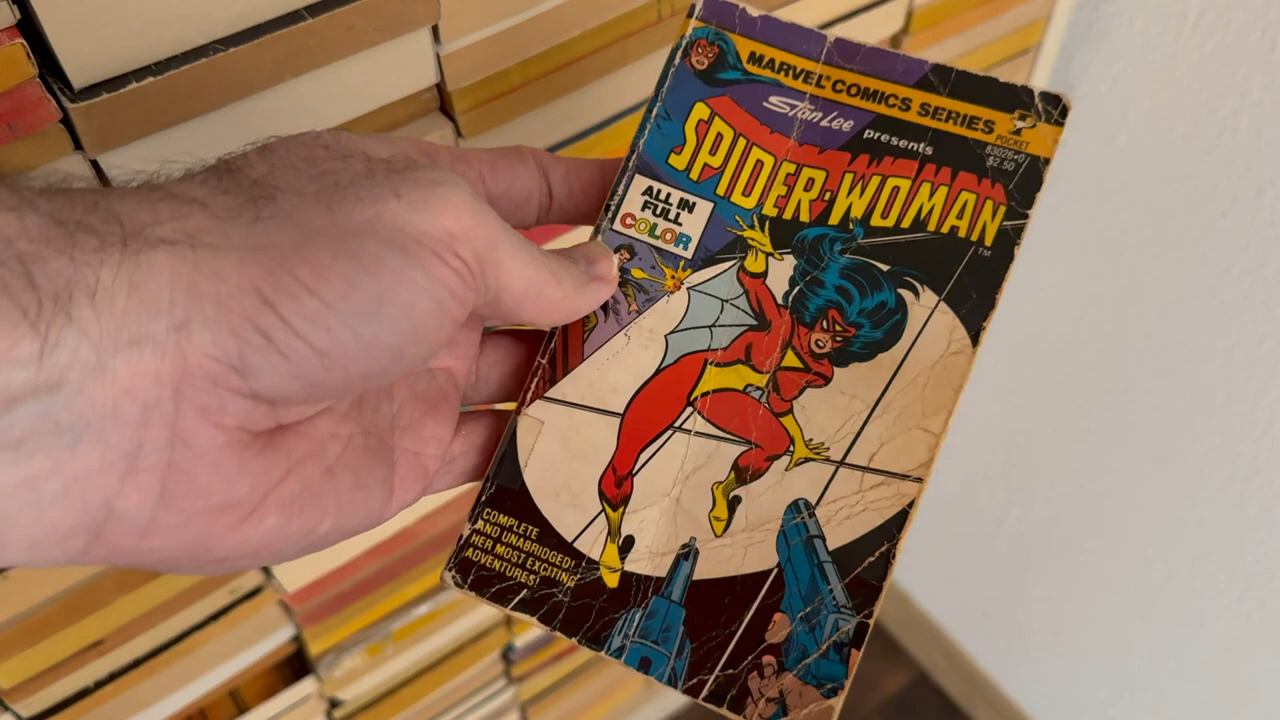 MARVEL COMICS SERIES
POCKET
83026•0
$2.50
Stan Lee presents
SPIDER-WOMAN
TM
ALL IN
FULL
COLOR
COMPLETE
AND UNABRIDGED!
HER MOST EXCITING
ADVENTURES!